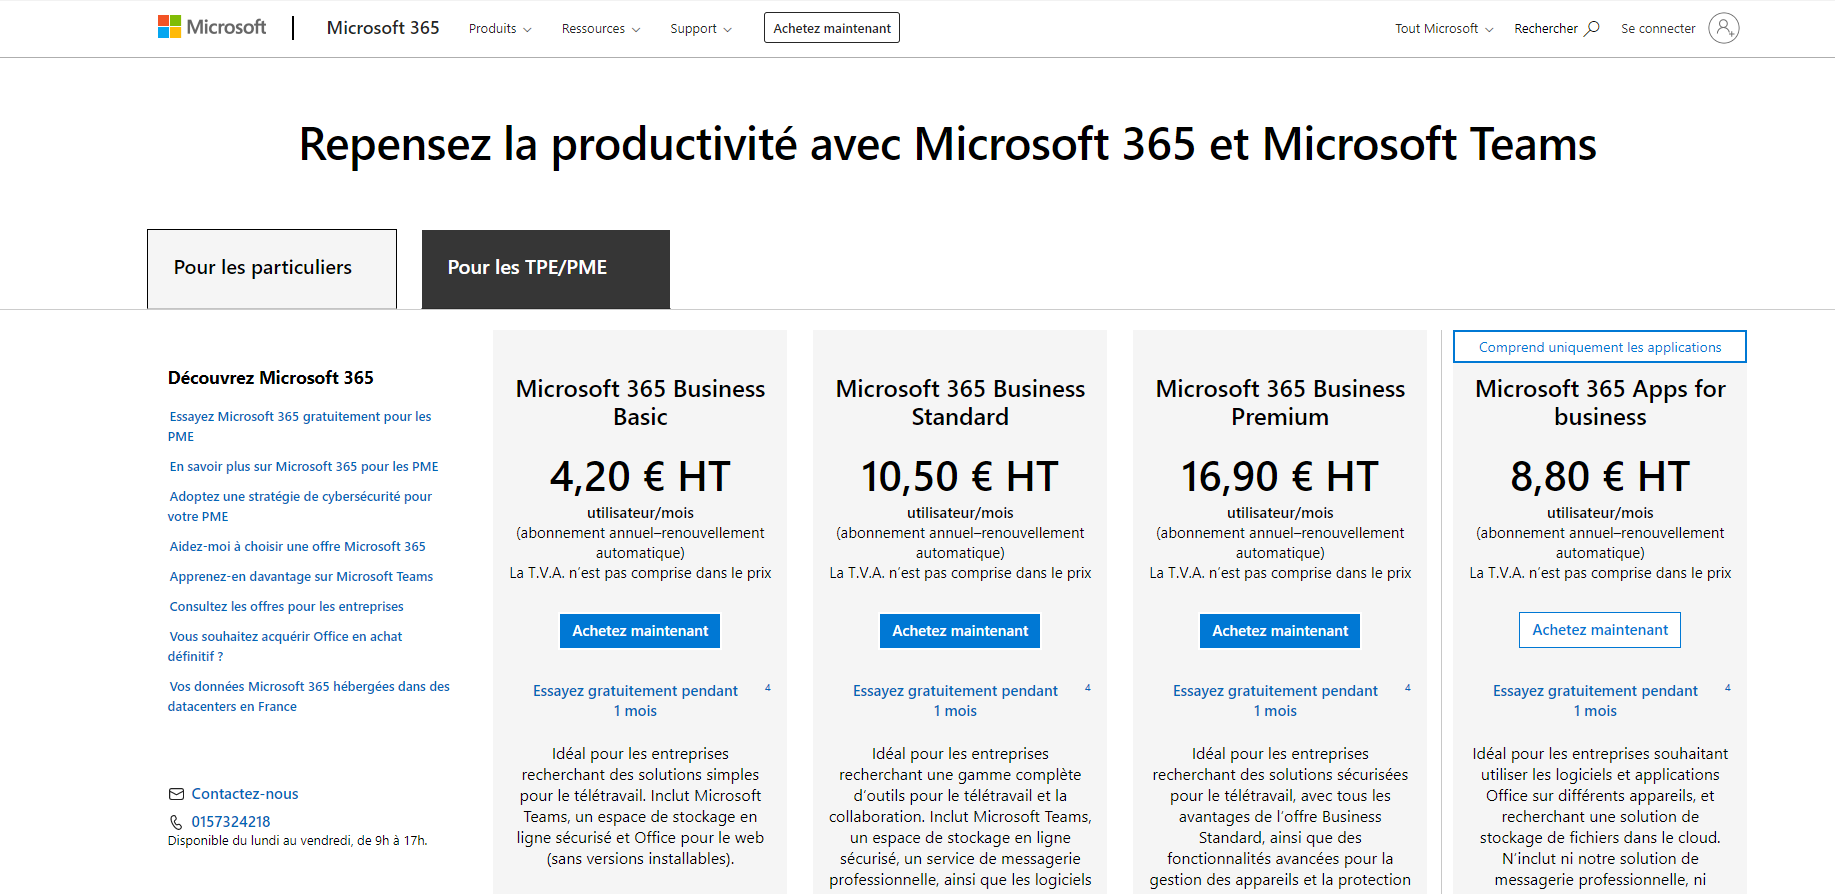 Microsoft
Microsoft 365
Produits
Ressources
Support
Achetez maintenant
Tout Microsoft
Rechercher
Se connecter
Repensez la productivité avec Microsoft 365 et Microsoft Teams
Pour les particuliers
Pour les TPE/PME
Découvrez Microsoft 365
Essayez Microsoft 365 gratuitement pour les
PME
En savoir plus sur Microsoft 365 pour les PME
Adoptez une stratégie de cybersécurité pour
votre PME
Aidez-moi à choisir une offre Microsoft 365
Apprenez-en davantage sur Microsoft Teams
Consultez les offres pour les entreprises
Vous souhaitez acquérir Office en achat
définitif ?
Vos données Microsoft 365 hébergées dans des
datacenters en France
Contactez-nous
0157324218
Disponible du lundi au vendredi, de 9h à 17h.
Microsoft 365 Business
Basic
4,20 € HT
utilisateur/mois
(abonnement annuel–renouvellement
automatique)
La T.V.A. n’est pas comprise dans le prix
Achetez maintenant
Essayez gratuitement pendant 4
1 mois
Idéal pour les entreprises
recherchant des solutions simples
pour le télétravail. Inclut Microsoft
Teams, un espace de stockage en
ligne sécurisé et Office pour le web
(sans versions installables).
Microsoft 365 Business
Standard
10,50 € HT
utilisateur/mois
(abonnement annuel–renouvellement
automatique)
La T.V.A. n’est pas comprise dans le prix
Achetez maintenant
Essayez gratuitement pendant 4
1 mois
Idéal pour les entreprises
recherchant une gamme complète
d’outils pour le télétravail et la
collaboration. Inclut Microsoft Teams,
un espace de stockage en ligne
sécurisé, un service de messagerie
professionnelle, ainsi que les logiciels
Microsoft 365 Business
Premium
16,90 € HT
utilisateur/mois
(abonnement annuel–renouvellement
automatique)
La T.V.A. n’est pas comprise dans le prix
Achetez maintenant
Essayez gratuitement pendant 4
1 mois
Idéal pour les entreprises
recherchant des solutions sécurisées
pour le télétravail, avec tous les
avantages de l’offre Business
Standard, ainsi que des
fonctionnalités avancées pour la
gestion des appareils et la protection
Comprend uniquement les applications
Microsoft 365 Apps for
business
8,80 € HT
utilisateur/mois
(abonnement annuel–renouvellement
automatique)
La T.V.A. n’est pas comprise dans le prix
Achetez maintenant
Essayez gratuitement pendant 4
1 mois
Idéal pour les entreprises souhaitant
utiliser les logiciels et applications
Office sur différents appareils, et
recherchant une solution de
stockage de fichiers dans le cloud.
N’inclut ni notre solution de
messagerie professionnelle, ni